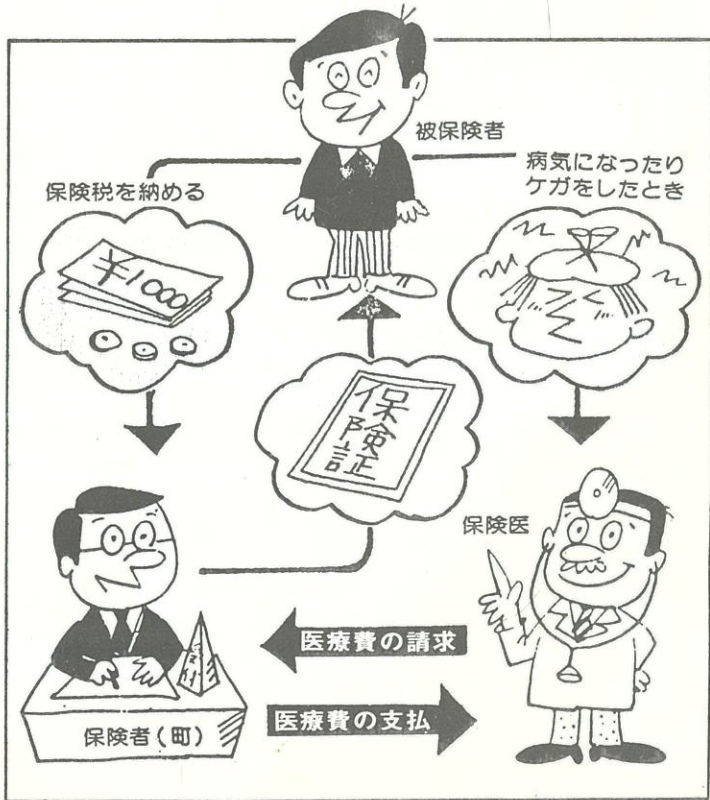 被保険者
病気になったり
ケガをしたとき
保険税を納める
¥1000
保険証
保険医
医療費の請求
受付
医療費の支払
保険者(町)